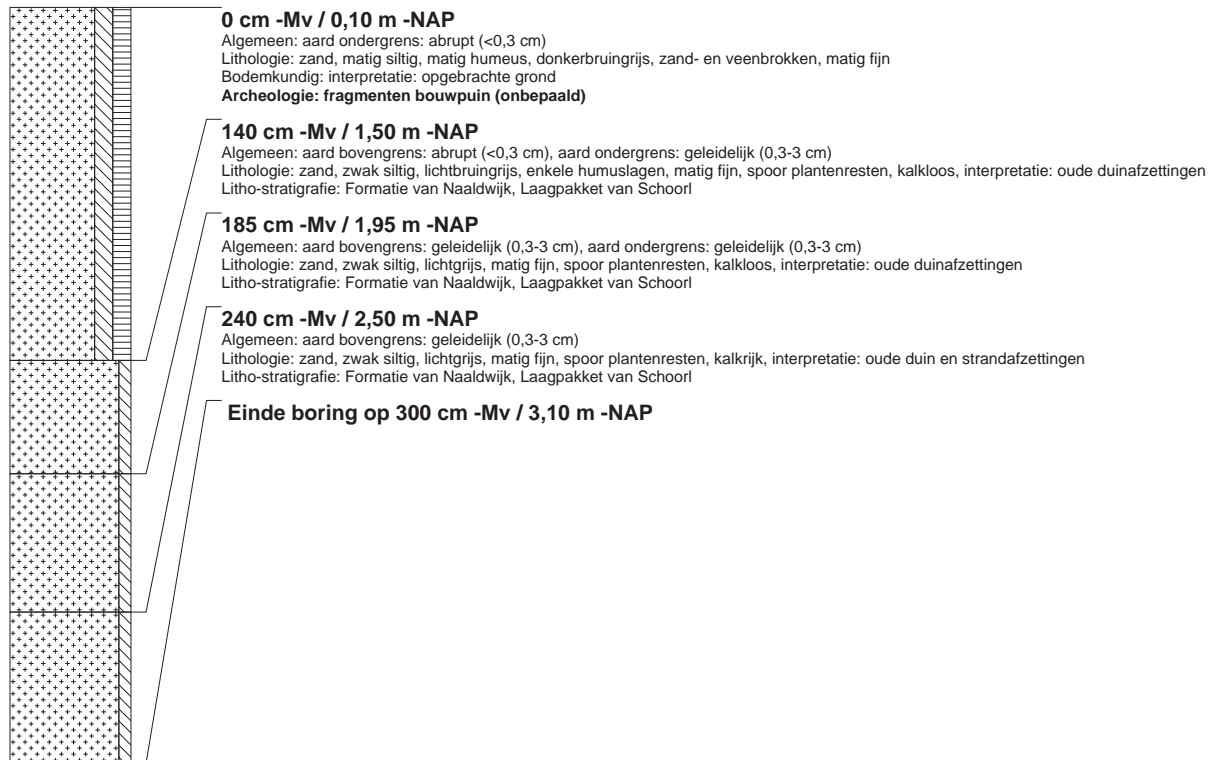 0 cm -Mv / 0,10 m -NAP
Algemeen: aard ondergrens: abrupt (<0,3 cm)
Lithologie: zand, matig siltig, matig humeus, donkerbruingrijs, zand- en veenbrokken, matig fijn
Bodemkundig: interpretatie: opgebrachte grond
Archeologie: fragmenten bouwpuin (onbepaald)
140 cm -Mv / 1,50 m -NAP
Algemeen: aard bovengrens: abrupt (<0,3 cm), aard ondergrens: geleidelijk (0,3-3 cm)
Lithologie: zand, zwak siltig, lichtbruingrijs, enkele humuslagen, matig fijn, spoor plantenresten, kalkloos, interpretatie: oude duinafzettingen
Litho-stratigrafie: Formatie van Naaldwijk, Laagpakket van Schoorl
185 cm -Mv / 1,95 m -NAP
Algemeen: aard bovengrens: geleidelijk (0,3-3 cm), aard ondergrens: geleidelijk (0,3-3 cm)
Lithologie: zand, zwak siltig, lichtgrijs, matig fijn, spoor plantenresten, kalkloos, interpretatie: oude duinafzettingen
Litho-stratigrafie: Formatie van Naaldwijk, Laagpakket van Schoorl
240 cm -Mv / 2,50 m -NAP
Algemeen: aard bovengrens: geleidelijk (0,3-3 cm)
Lithologie: zand, zwak siltig, lichtgrijs, matig fijn, spoor plantenresten, kalkrijk, interpretatie: oude duin en strandafzettingen
Litho-stratigrafie: Formatie van Naaldwijk, Laagpakket van Schoorl
Einde boring op 300 cm -Mv / 3,10 m -NAP